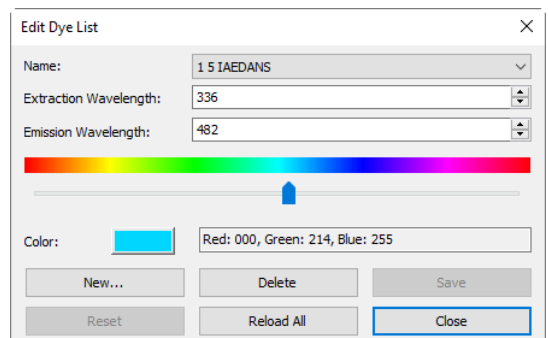 Edit Dye List
Name: 1 5 IAEDANS
Extraction Wavelength: 336
Emission Wavelength: 482
Color: Red: 000, Green: 214, Blue: 255
New... Delete Save
Reset Reload All Close